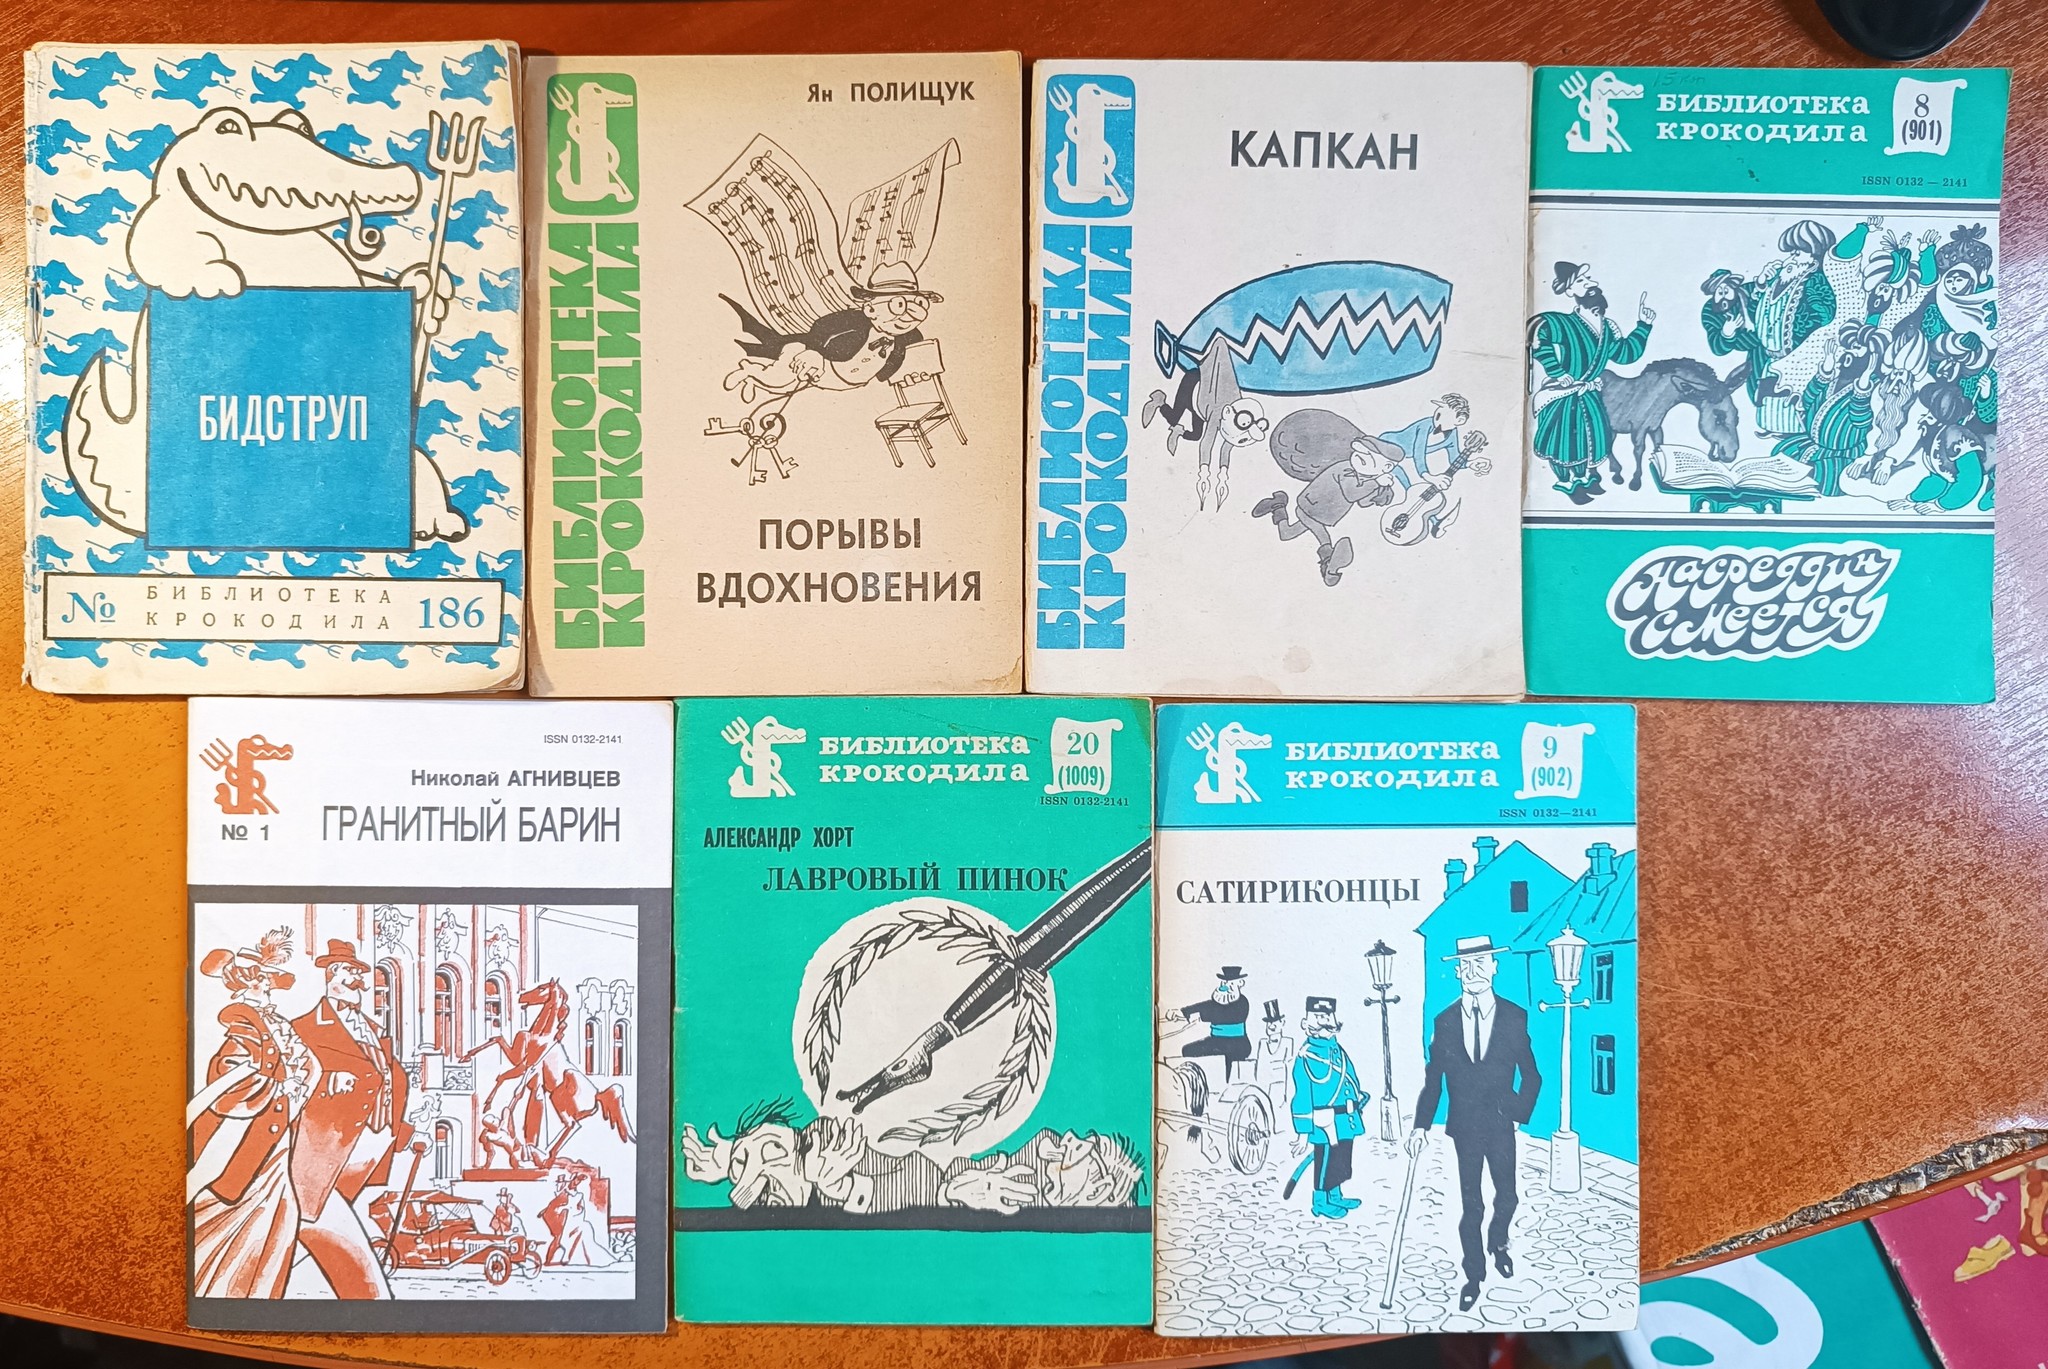 БИДСТРУП
№
БИБЛИОТЕКА
КРОКОДИЛА
186
БИБЛИОТЕКА
КРОКОДИЛА
Ян ПОЛИЩУК
ПОРЫВЫ
ВДОХНОВЕНИЯ
БИБЛИОТЕКА
КРОКОДИЛА
КАПКАН
15 коп
БИБЛИОТЕКА
КРОКОДИЛА
8
(901)
ISSN 0132 — 2141
Насреддин
смеется
ISSN 0132-2141
Николай АГНИВЦЕВ
ГРАНИТНЫЙ БАРИН
№ 1
БИБЛИОТЕКА
КРОКОДИЛА
20
(1009)
ISSN 0132-2141
АЛЕКСАНДР ХОРТ
ЛАВРОВЫЙ ПИНОК
БИБЛИОТЕКА
КРОКОДИЛА
9
(902)
ISSN 0132—2141
САТИРИКОНЦЫ